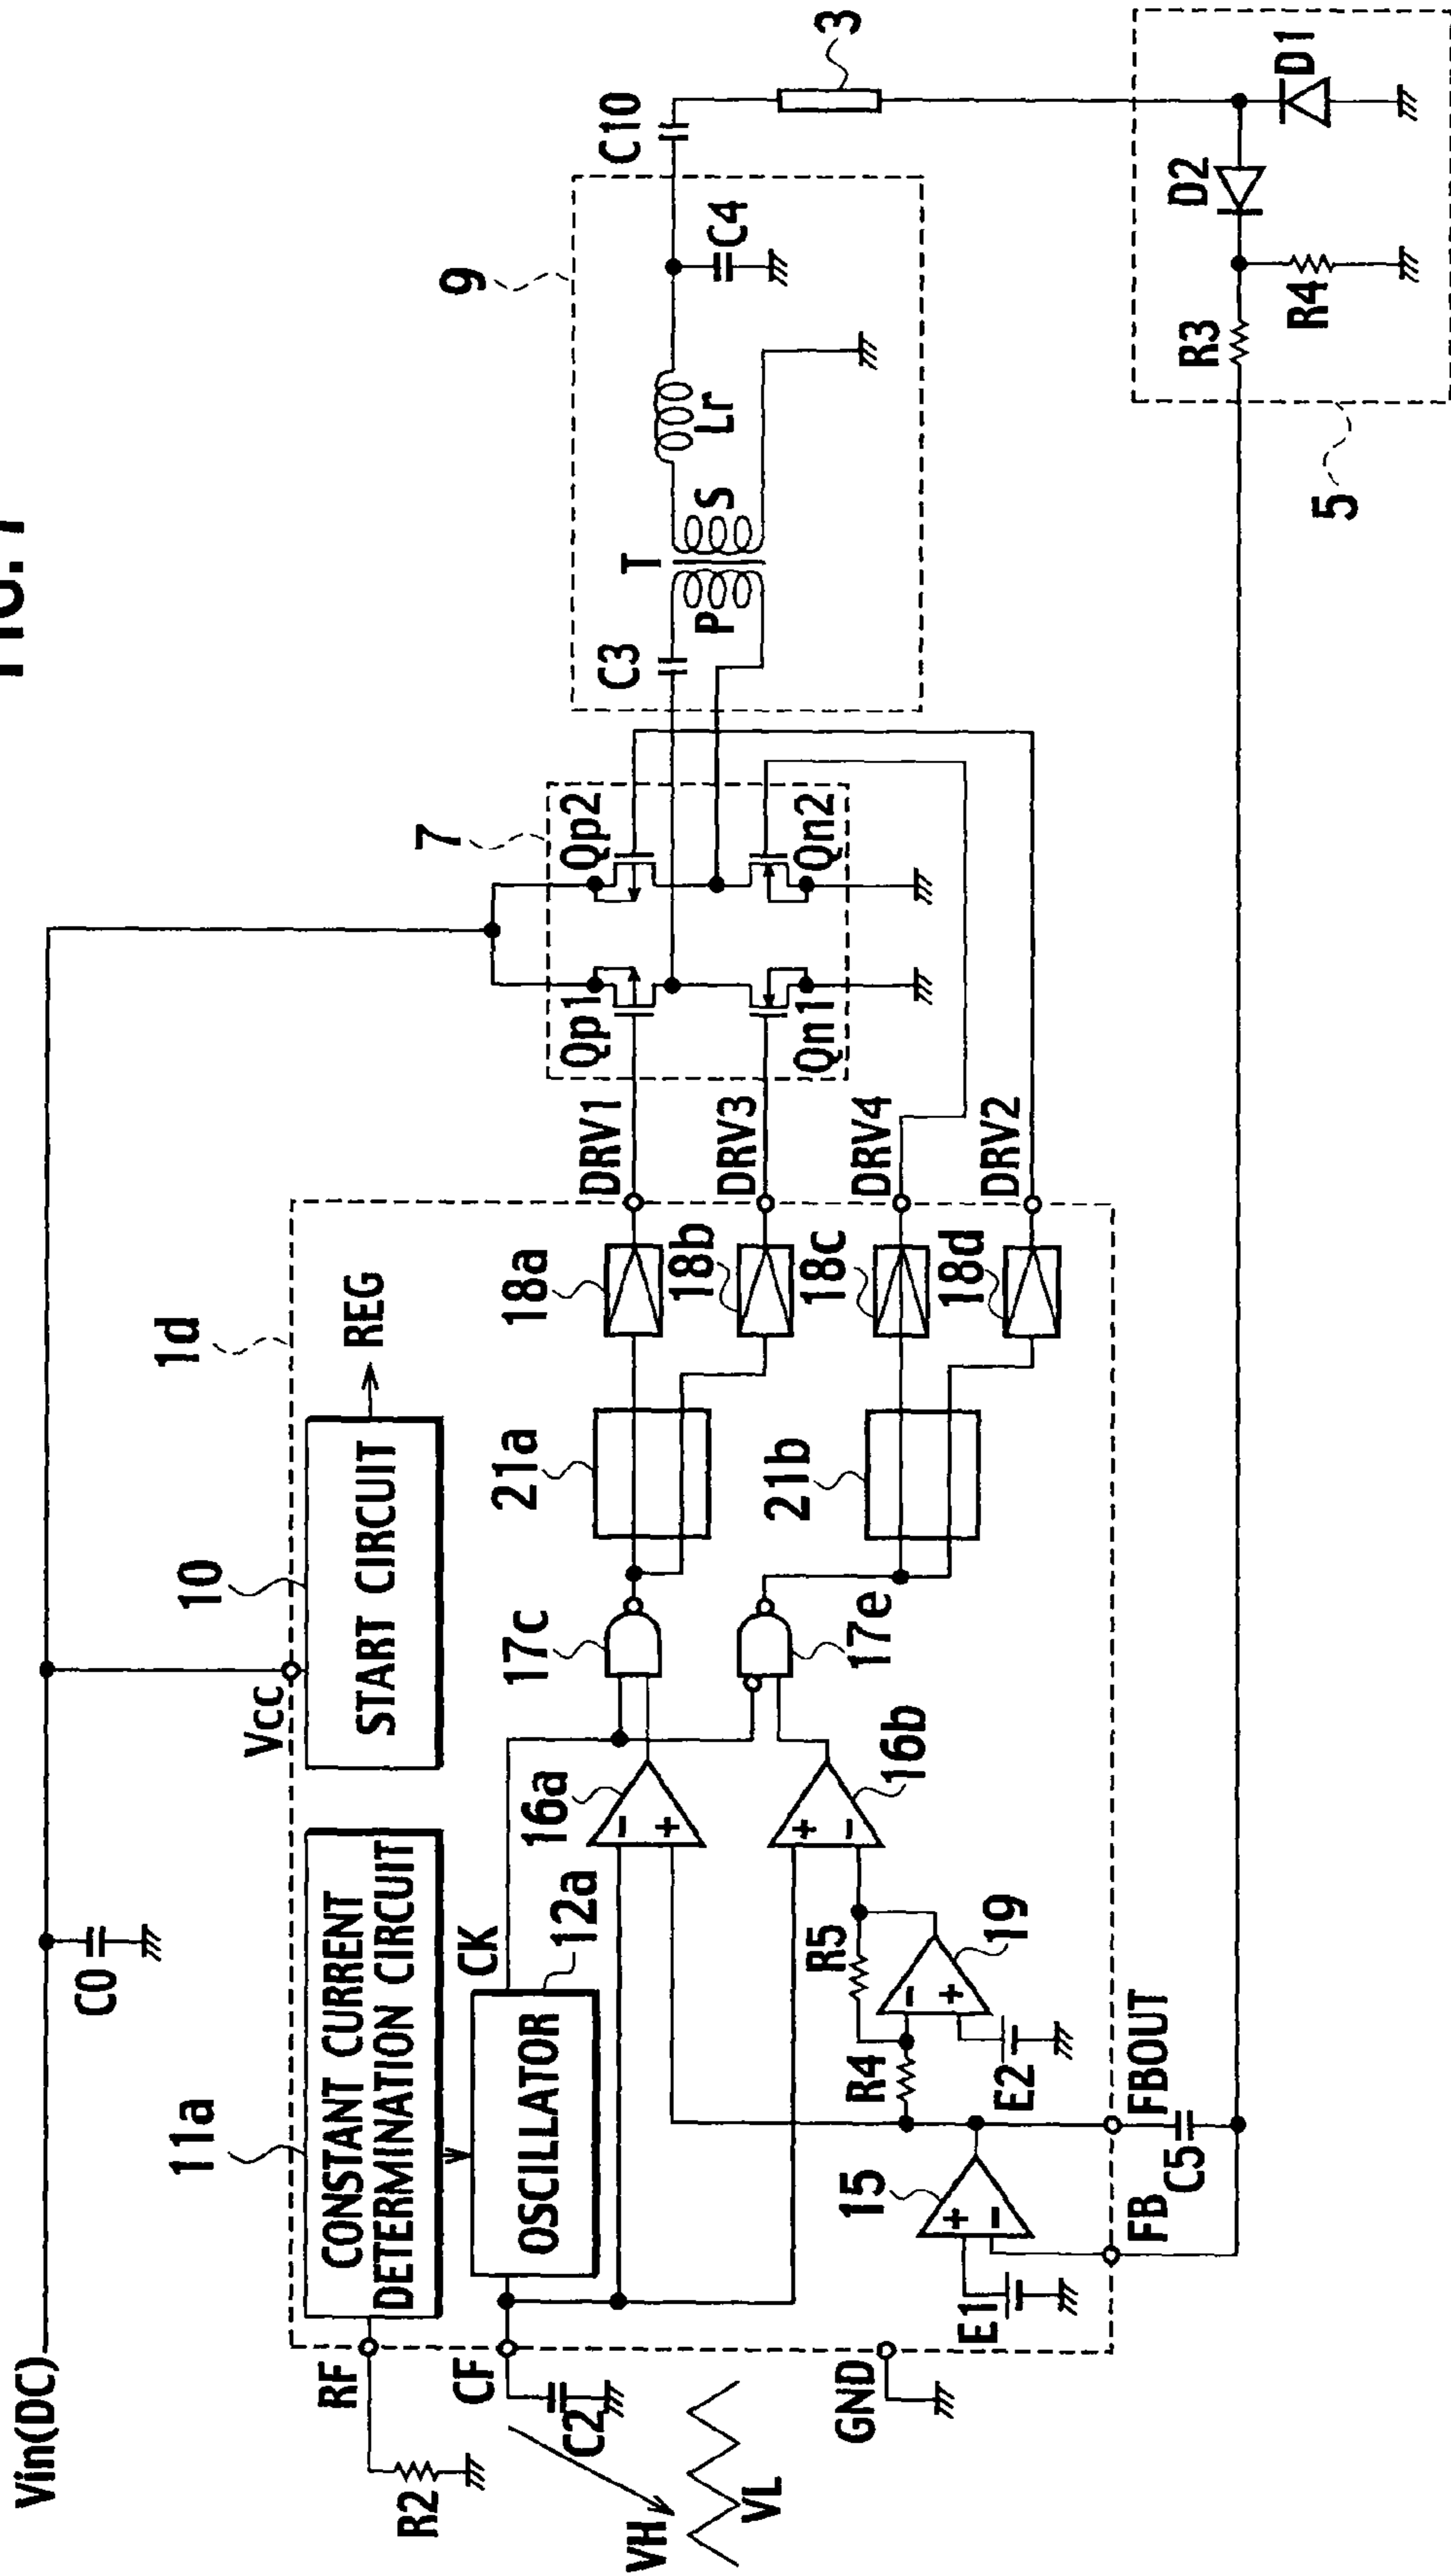 Vin(DC)
C0
RF
R2
11a
CONSTANT CURRENT
DETERMINATION CIRCUIT
Vcc
10
START CIRCUIT
REG
1d
CF
C2
VH
VL
OSCILLATOR
12a
CK
16a
-
+
16b
+
-
17c
17e
21a
21b
18a
18b
18c
18d
DRV1
DRV3
DRV4
DRV2
GND
E1
15
+
-
FB
C5
FBOUT
R4
R5
E2
-
+
19
7
Qp1
Qp2
Qn1
Qn2
9
C3
T
P
S
Lr
C4
C10
3
5
R3
R4
D2
D1